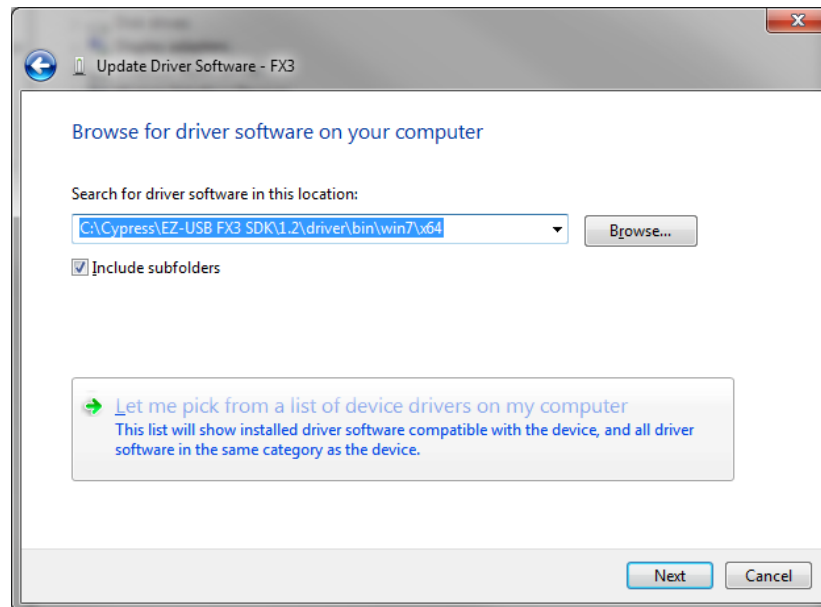 Update Driver Software - FX3
Browse for driver software on your computer
Search for driver software in this location:
C:\Cypress\EZ-USB FX3 SDK\1.2\driver\bin\win7\x64
Browse...
Include subfolders
Let me pick from a list of device drivers on my computer
This list will show installed driver software compatible with the device, and all driver
software in the same category as the device.
Next
Cancel